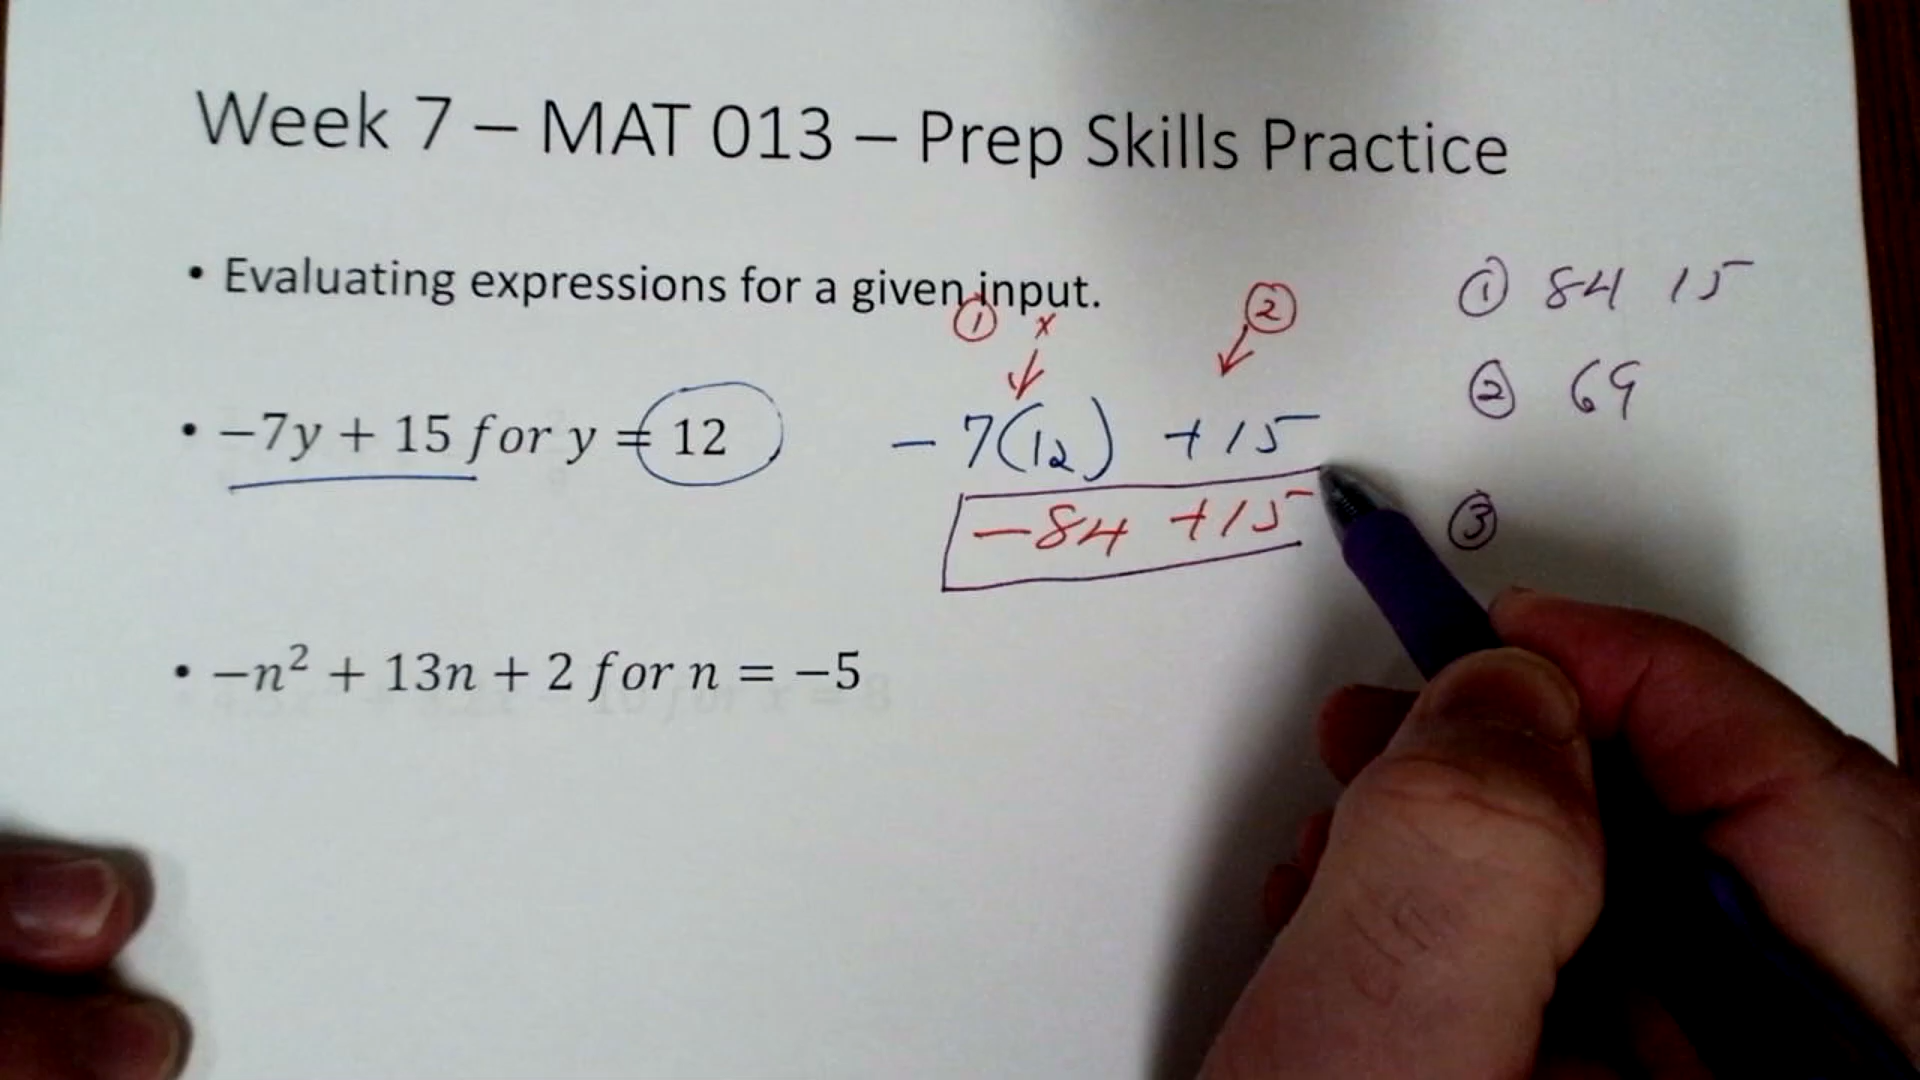 Week 7 – MAT 013 – Prep Skills Practice
• Evaluating expressions for a given input.
① x
②
① 84 15
② 69
• −7y + 15 for y = 12
− 7(12) + 15
− 84 + 15
③
• −n² + 13n + 2 for n = −5